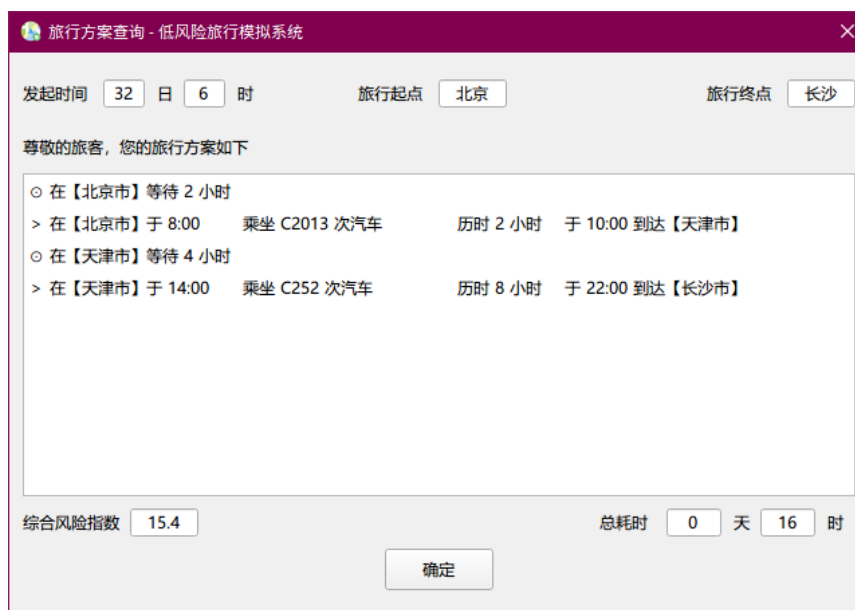 旅行方案查询 - 低风险旅行模拟系统
发起时间 32 日 6 时 旅行起点 北京 旅行终点 长沙
尊敬的旅客，您的旅行方案如下
⊙ 在【北京市】等待 2 小时
> 在【北京市】于 8:00 乘坐 C2013 次汽车 历时 2 小时 于 10:00 到达【天津市】
⊙ 在【天津市】等待 4 小时
> 在【天津市】于 14:00 乘坐 C252 次汽车 历时 8 小时 于 22:00 到达【长沙市】
综合风险指数 15.4 总耗时 0 天 16 时
确定